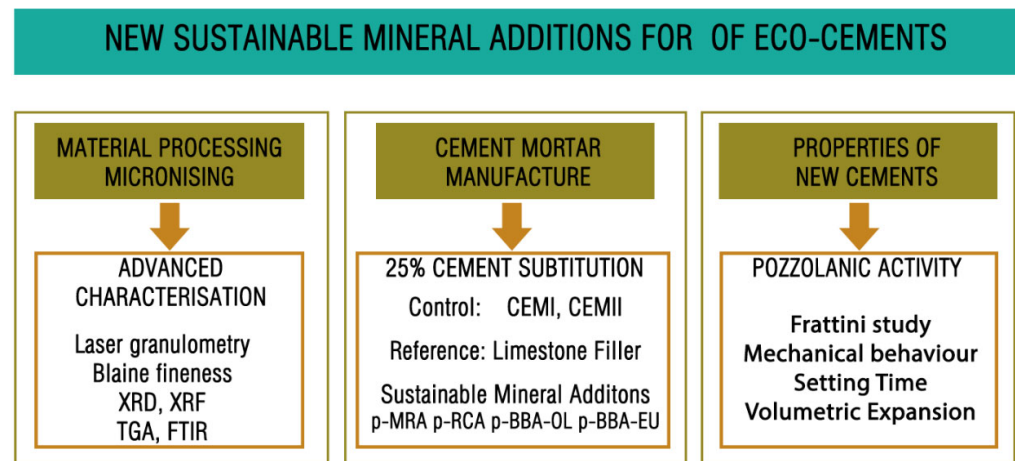 NEW SUSTAINABLE MINERAL ADDITIONS FOR OF ECO-CEMENTS
MATERIAL PROCESSING
MICRONISING
ADVANCED
CHARACTERISATION
Laser granulometry
Blaine fineness
XRD, XRF
TGA, FTIR
CEMENT MORTAR
MANUFACTURE
25% CEMENT SUBTITUTION
Control: CEMI, CEMII
Reference: Limestone Filler
Sustainable Mineral Additons
p-MRA p-RCA p-BBA-OL p-BBA-EU
PROPERTIES OF
NEW CEMENTS
POZZOLANIC ACTIVITY
Frattini study
Mechanical behaviour
Setting Time
Volumetric Expansion